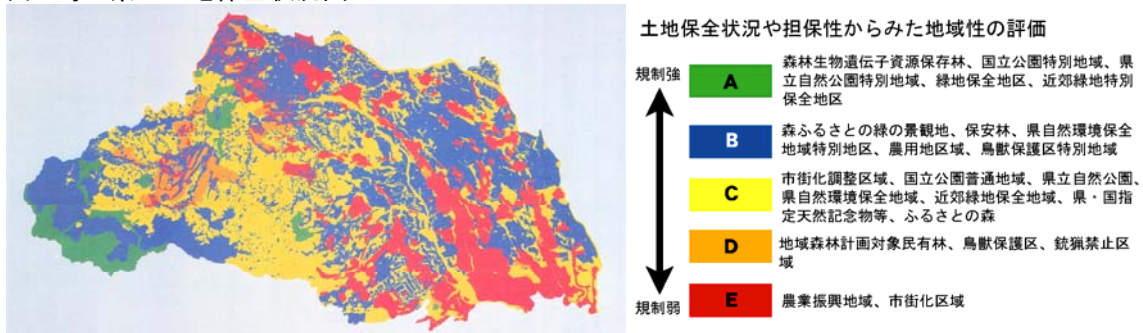 土地保全状況や担保性からみた地域性の評価
規制強
A
森林生物遺伝子資源保存林、国立公園特別地域、県
立自然公園特別地域、緑地保全地区、近郊緑地特別
保全地区
B
森ふるさとの緑の景観地、保安林、県自然環境保全
地域特別地区、農用地区域、鳥獣保護区特別地域
C
市街化調整区域、国立公園普通地域、県立自然公園、
県自然環境保全地域、近郊緑地保全地域、県・国指
定天然記念物等、ふるさとの森
D
地域森林計画対象民有林、鳥獣保護区、銃猟禁止区
域
E
農業振興地域、市街化区域
規制弱